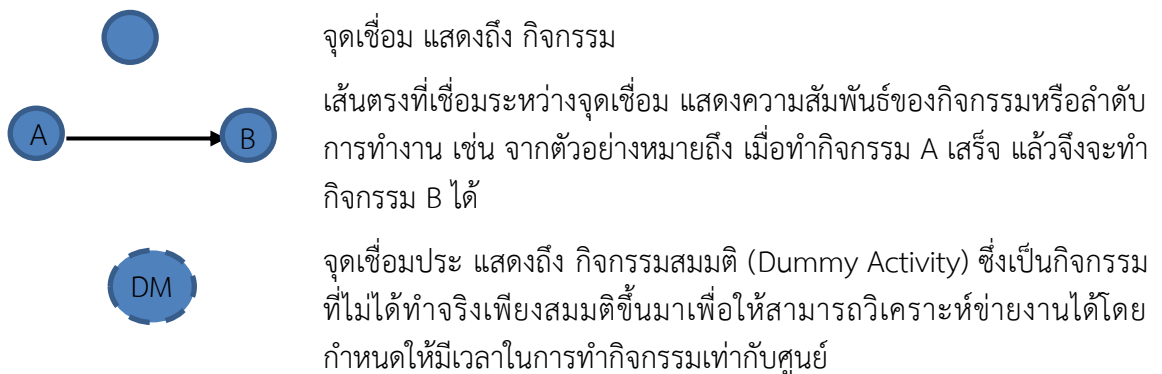 จุดเชื่อม แสดงถึง กิจกรรม
เส้นตรงที่เชื่อมระหว่างจุดเชื่อม แสดงความสัมพันธ์ของกิจกรรมหรือลำดับ
A B การทำงาน เช่น จากตัวอย่างหมายถึง เมื่อทำกิจกรรม A เสร็จ แล้วจึงจะทำ
กิจกรรม B ได้
จุดเชื่อมประ แสดงถึง กิจกรรมสมมติ (Dummy Activity) ซึ่งเป็นกิจกรรม
DM ที่ไม่ได้ทำจริงเพียงสมมติขึ้นมาเพื่อให้สามารถวิเคราะห์ข่ายงานได้โดย
กำหนดให้มีเวลาในการทำกิจกรรมเท่ากับศูนย์